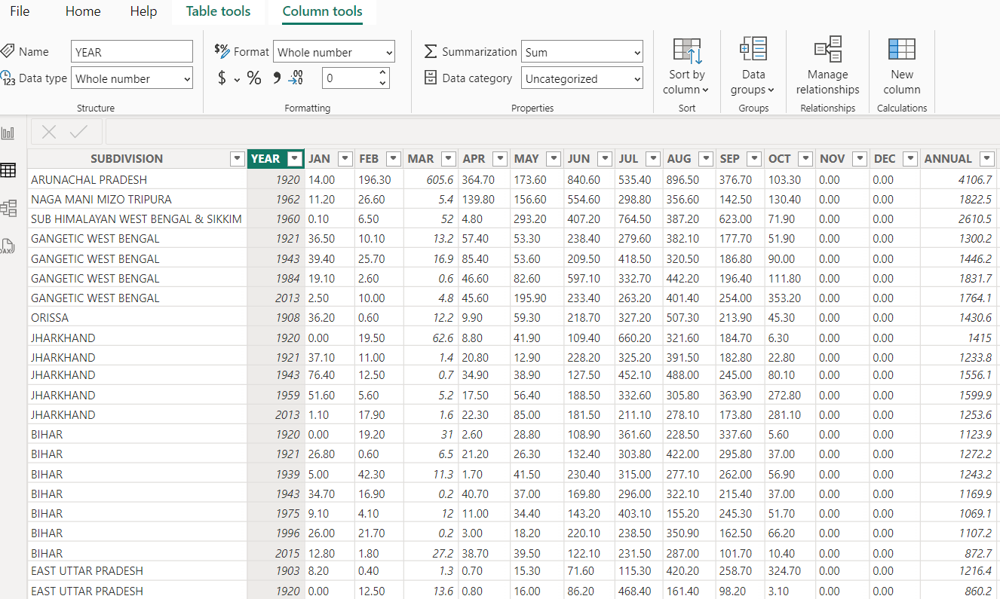 File Home Help Table tools Column tools
Name YEAR $% Format Whole number Summarization Sum
Data type Whole number $ % 0 Data category Uncategorized
Sort by column Data groups Manage relationships New column
Structure Formatting Properties Sort Groups Relationships Calculations
SUBDIVISION YEAR JAN FEB MAR APR MAY JUN JUL AUG SEP OCT NOV DEC ANNUAL
ARUNACHAL PRADESH 1920 14.00 196.30 605.6 364.70 173.60 840.60 535.40 896.50 376.70 103.30 0.00 0.00 4106.7
NAGA MANI MIZO TRIPURA 1962 11.20 26.60 5.4 139.80 156.60 554.60 298.80 356.60 142.50 130.40 0.00 0.00 1822.5
SUB HIMALAYAN WEST BENGAL & SIKKIM 1960 0.10 6.50 52 4.80 293.20 407.20 764.50 387.20 623.00 71.90 0.00 0.00 2610.5
GANGETIC WEST BENGAL 1921 36.50 10.10 13.2 57.40 53.30 238.40 279.60 382.10 177.70 51.90 0.00 0.00 1300.2
GANGETIC WEST BENGAL 1943 39.40 25.70 16.9 85.40 53.60 209.50 418.50 320.50 186.80 90.00 0.00 0.00 1446.2
GANGETIC WEST BENGAL 1984 19.10 2.60 0.6 46.60 82.60 597.10 332.70 442.20 196.40 111.80 0.00 0.00 1831.7
GANGETIC WEST BENGAL 2013 2.50 10.00 4.8 45.60 195.90 233.40 263.20 401.40 254.00 353.20 0.00 0.00 1764.1
ORISSA 1908 36.20 0.60 12.2 9.90 59.30 218.70 327.20 507.30 213.90 45.30 0.00 0.00 1430.6
JHARKHAND 1920 0.00 19.50 62.6 8.80 41.90 109.40 660.20 321.60 184.70 6.30 0.00 0.00 1415
JHARKHAND 1921 37.10 11.00 1.4 20.80 12.90 228.20 325.20 391.50 182.80 22.80 0.00 0.00 1233.8
JHARKHAND 1943 76.40 12.50 0.7 34.90 38.90 127.50 452.10 488.00 245.00 80.10 0.00 0.00 1556.1
JHARKHAND 1959 51.60 5.60 5.2 17.50 56.40 188.50 332.60 305.80 363.90 272.80 0.00 0.00 1599.9
JHARKHAND 2013 1.10 17.90 1.6 22.30 85.00 181.50 211.10 278.10 173.80 281.10 0.00 0.00 1253.6
BIHAR 1920 0.00 19.20 31 2.60 28.80 108.90 361.60 228.50 337.60 5.60 0.00 0.00 1123.9
BIHAR 1921 26.80 0.60 6.5 21.20 26.30 132.40 303.80 422.00 295.80 37.00 0.00 0.00 1272.2
BIHAR 1939 5.00 42.30 11.3 1.70 41.50 230.40 315.00 277.10 262.00 56.90 0.00 0.00 1243.2
BIHAR 1943 34.70 16.90 0.2 40.70 37.00 169.80 296.00 322.10 215.40 37.00 0.00 0.00 1169.9
BIHAR 1975 9.10 4.10 12 11.00 34.40 143.20 403.10 155.20 245.30 51.70 0.00 0.00 1069.1
BIHAR 1996 26.00 21.70 0.2 3.00 18.20 220.10 238.50 350.90 162.50 66.20 0.00 0.00 1107.2
BIHAR 2015 12.80 1.80 27.2 38.70 39.50 122.10 231.50 287.00 101.70 10.40 0.00 0.00 872.7
EAST UTTAR PRADESH 1903 8.20 0.40 1.3 0.70 15.30 71.60 115.30 420.20 258.70 324.70 0.00 0.00 1216.4
EAST UTTAR PRADESH 1920 0.00 12.50 13.6 0.80 16.00 86.20 468.40 161.40 98.20 3.10 0.00 0.00 860.2